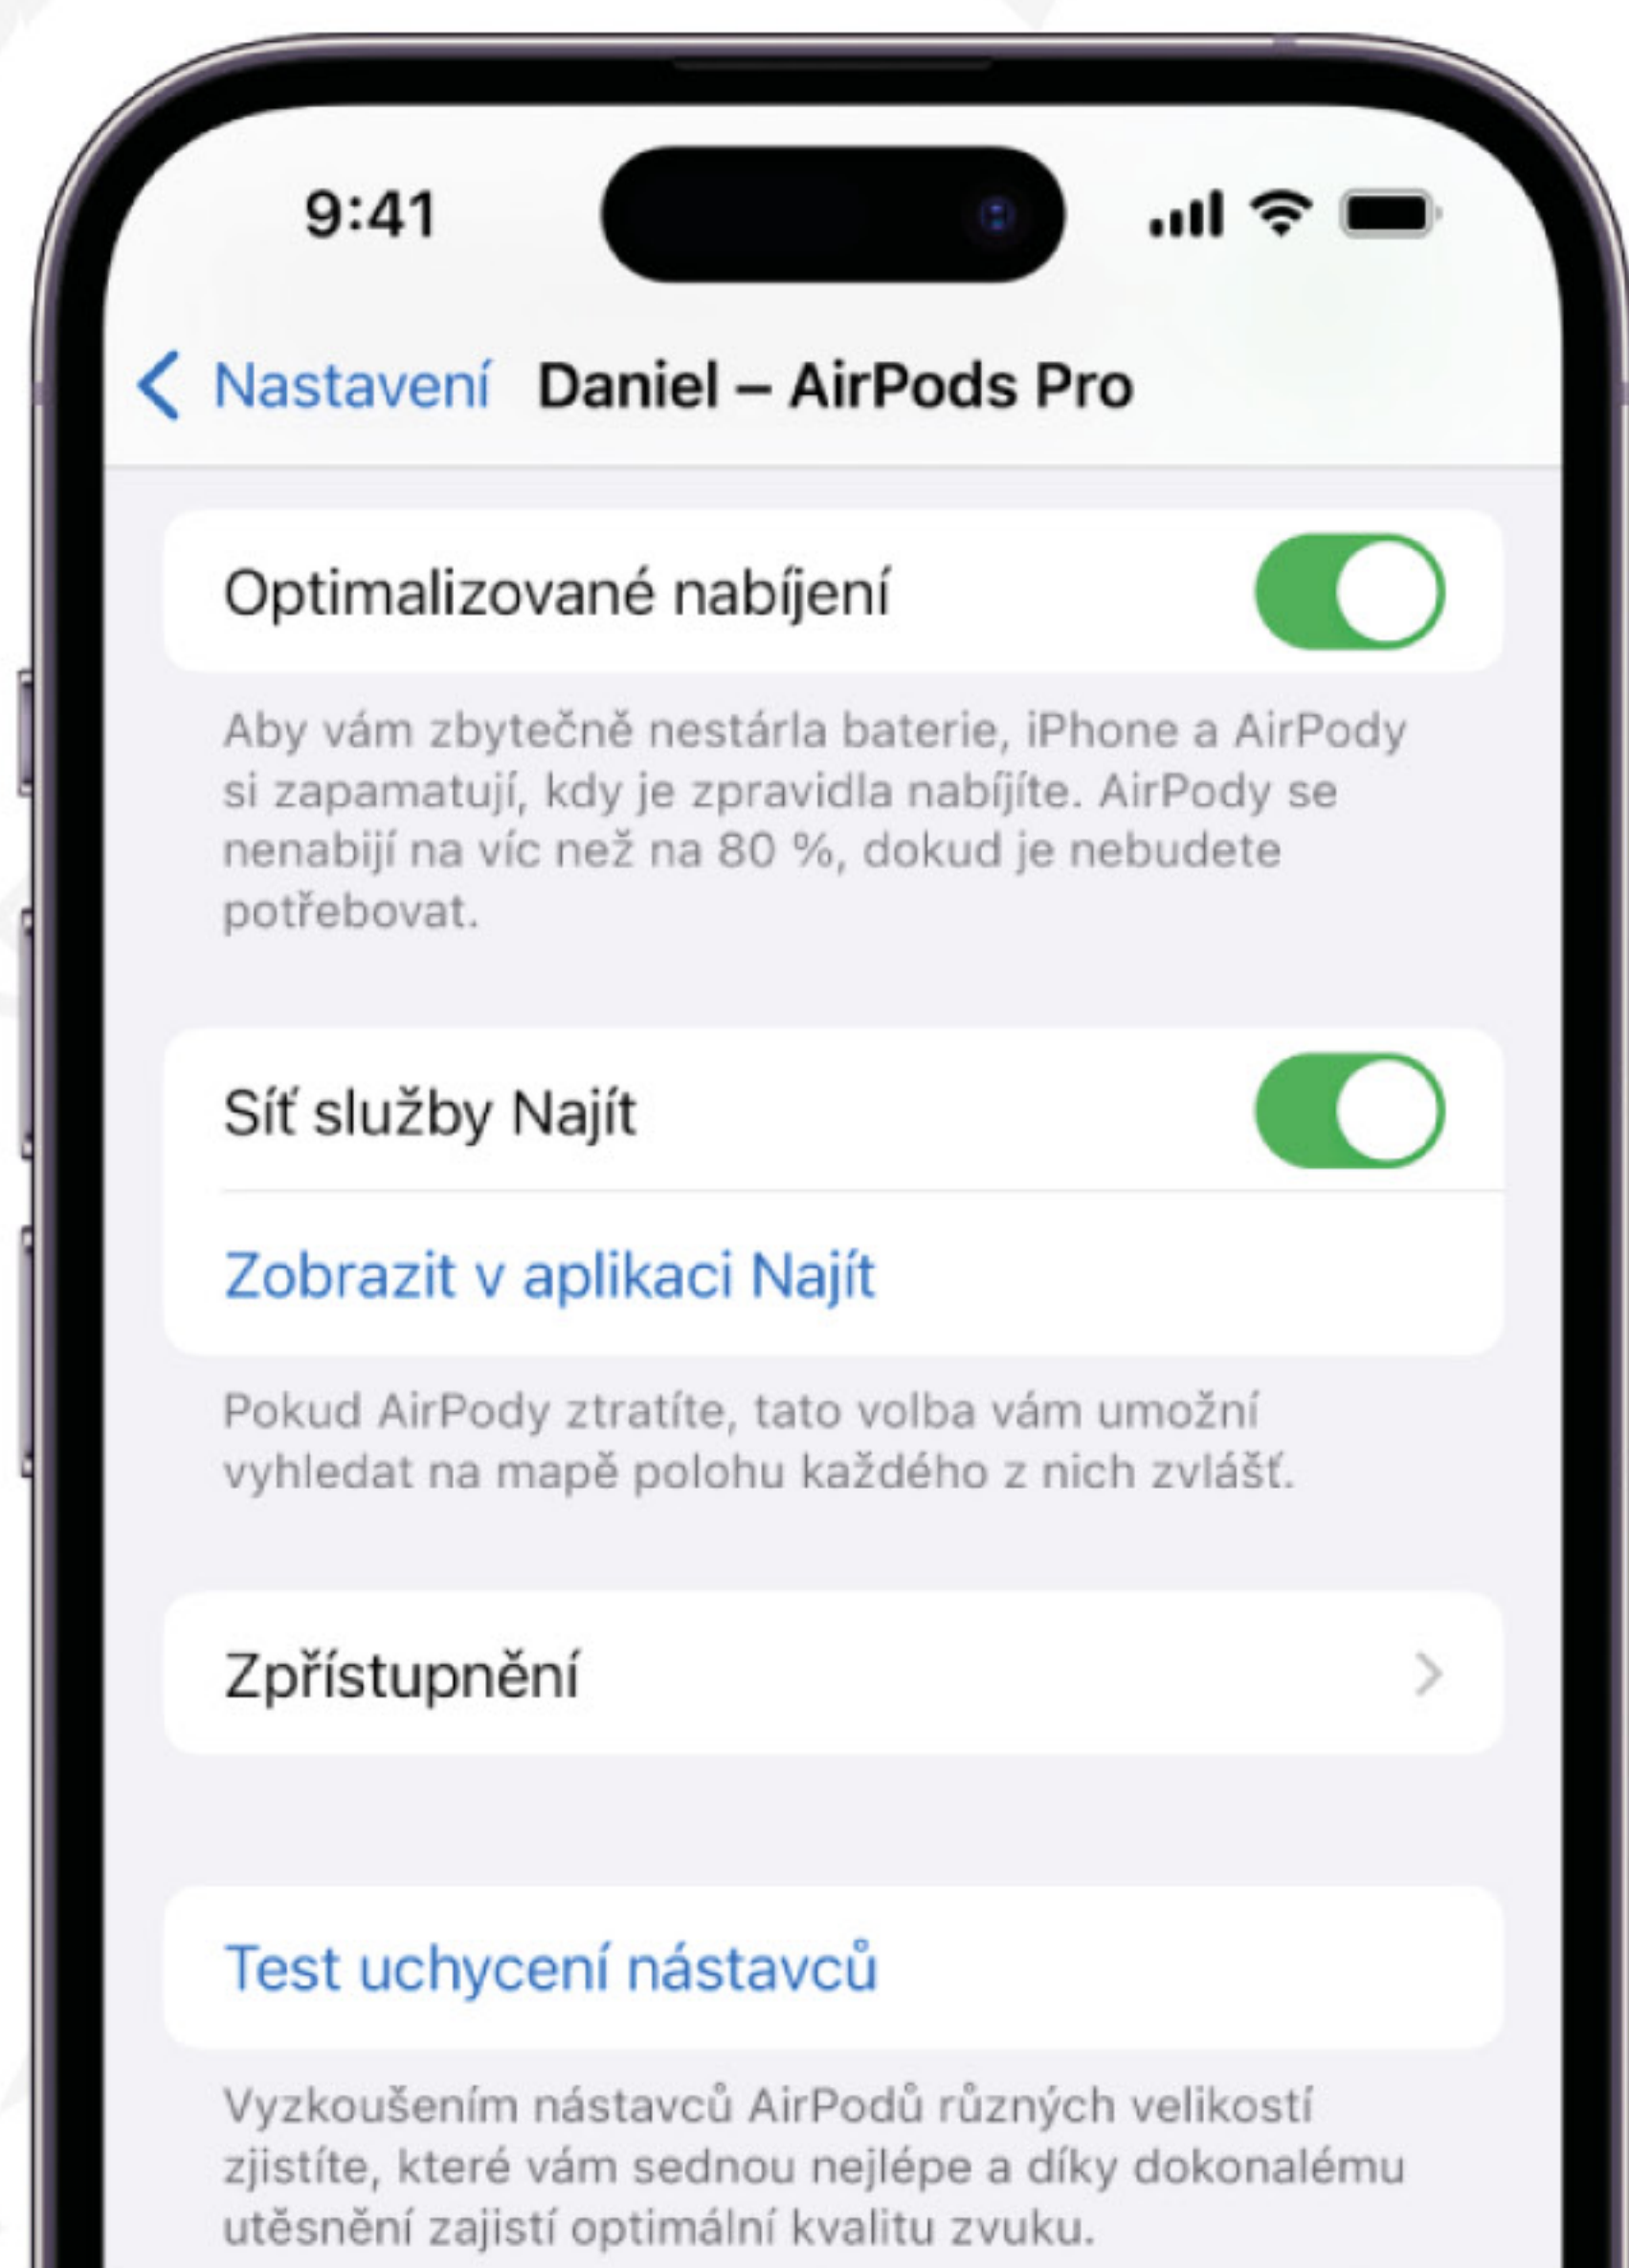 9:41
Nastavení Daniel – AirPods Pro
Optimalizované nabíjení
Aby vám zbytečně nestárla baterie, iPhone a AirPody
si zapamatují, kdy je zpravidla nabíjíte. AirPody se
nenabijí na víc než na 80 %, dokud je nebudete
potřebovat.
Síť služby Najít
Zobrazit v aplikaci Najít
Pokud AirPody ztratíte, tato volba vám umožní
vyhledat na mapě polohu každého z nich zvlášť.
Zpřístupnění
Test uchycení nástavců
Vyzkoušením nástavců AirPodů různých velikostí
zjistíte, které vám sednou nejlépe a díky dokonalému
utěsnění zajistí optimální kvalitu zvuku.